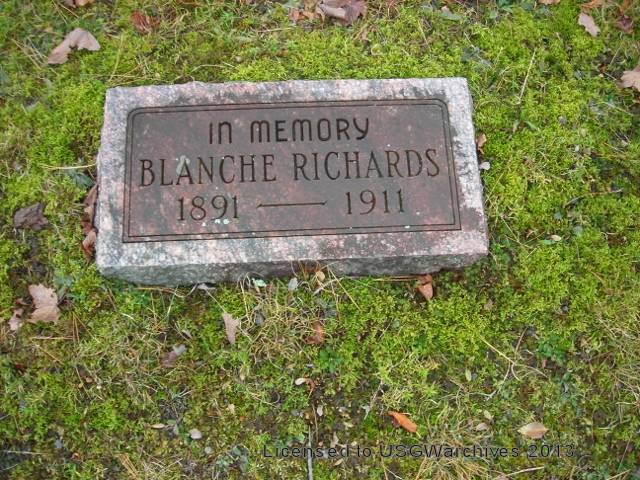 In MEMORY
BLANCHE RICHARDS
1891 — 1911
Licensed to USGWarchives 2013